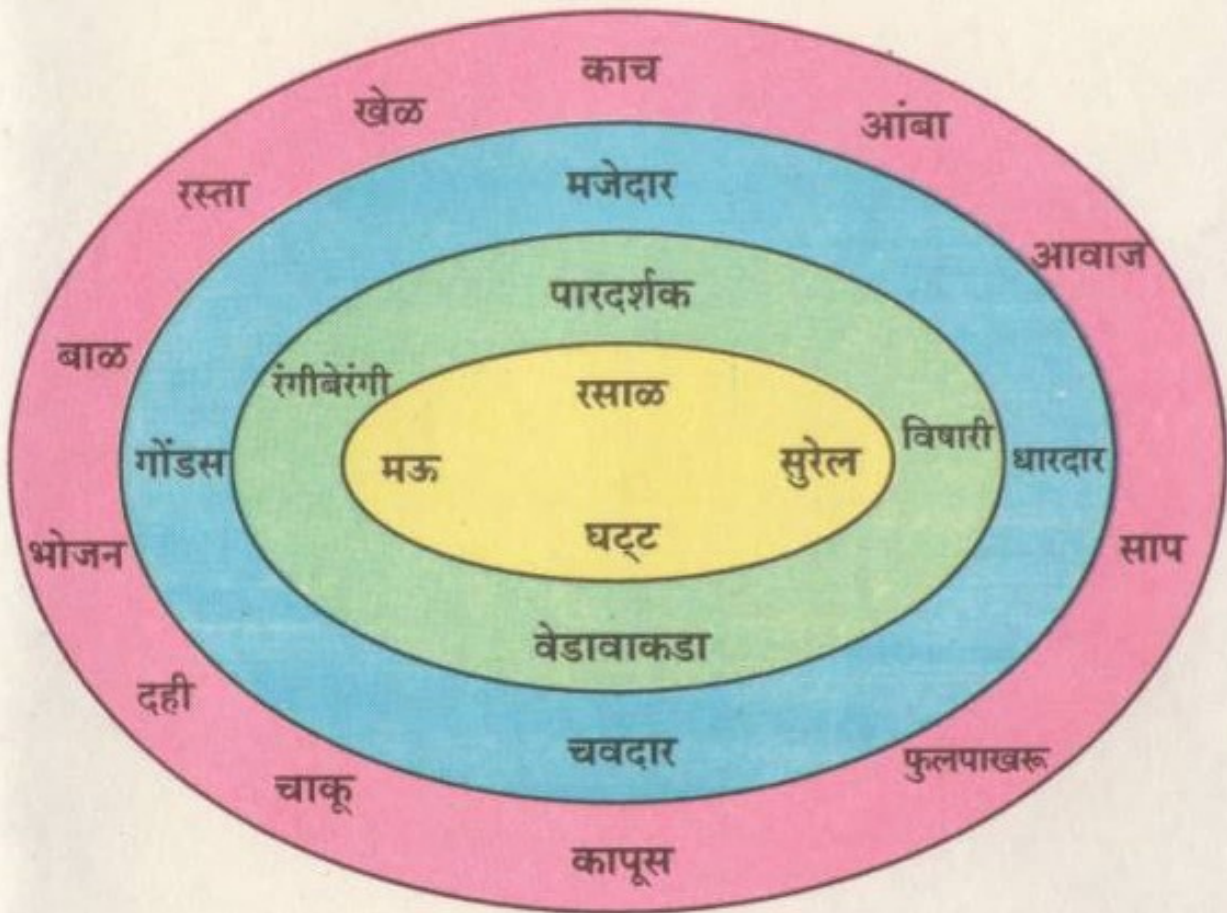 काच
खेळ
आंबा
रस्ता
मजेदार
आवाज
पारदर्शक
बाळ
रंगीबेरंगी
रसाळ
गोंडस
मऊ
सुरेल
विषारी
धारदार
घट्ट
भोजन
साप
वेडावाकडा
दही
चवदार
फुलपाखरू
चाकू
कापूस